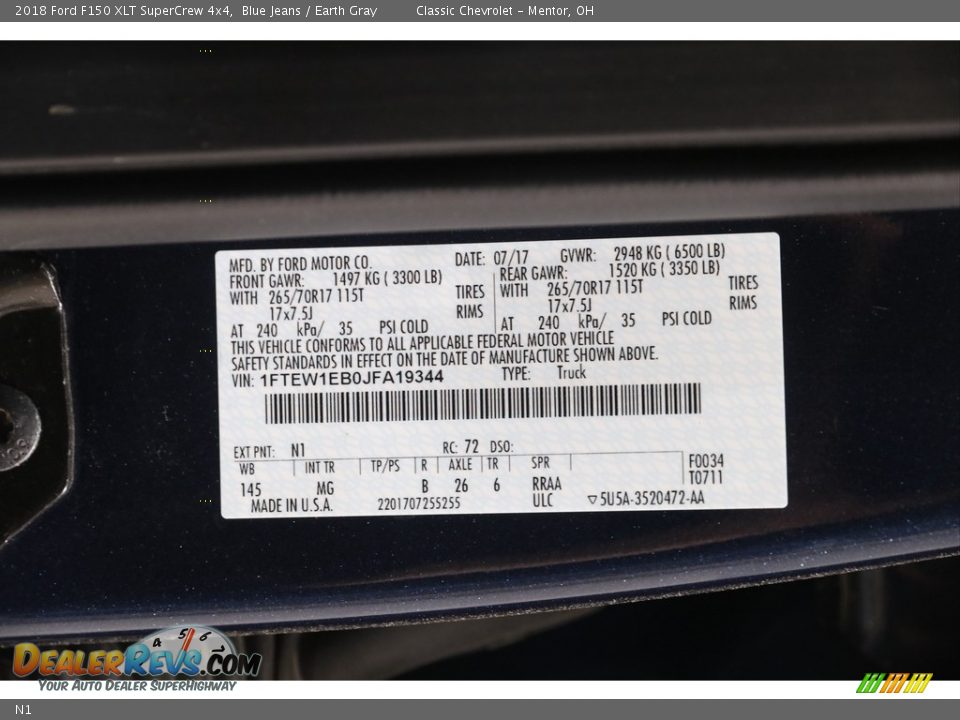 2018 Ford F150 XLT SuperCrew 4x4, Blue Jeans / Earth Gray Classic Chevrolet – Mentor, OH
MFD. BY FORD MOTOR CO. DATE: 07/17 GVWR: 2948 KG ( 6500 LB)
FRONT GAWR: 1497 KG ( 3300 LB) REAR GAWR: 1520 KG ( 3350 LB)
WITH 265/70R17 115T TIRES WITH 265/70R17 115T TIRES
17x7.5J RIMS 17x7.5J RIMS
AT 240 kPa/ 35 PSI COLD AT 240 kPa/ 35 PSI COLD
THIS VEHICLE CONFORMS TO ALL APPLICABLE FEDERAL MOTOR VEHICLE
SAFETY STANDARDS IN EFFECT ON THE DATE OF MANUFACTURE SHOWN ABOVE.
VIN: 1FTEW1EB0JFA19344 TYPE: Truck
EXT PNT: N1 RC: 72 DSO:
WB INT TR TP/PS R AXLE TR SPR F0034
145 MG B 26 6 RRAA T0711
MADE IN U.S.A. 2201707255255 ULC ▽5U5A-3520472-AA
4 5 6
DEALERREVS.COM
YOUR AUTO DEALER SUPERHIGHWAY
N1